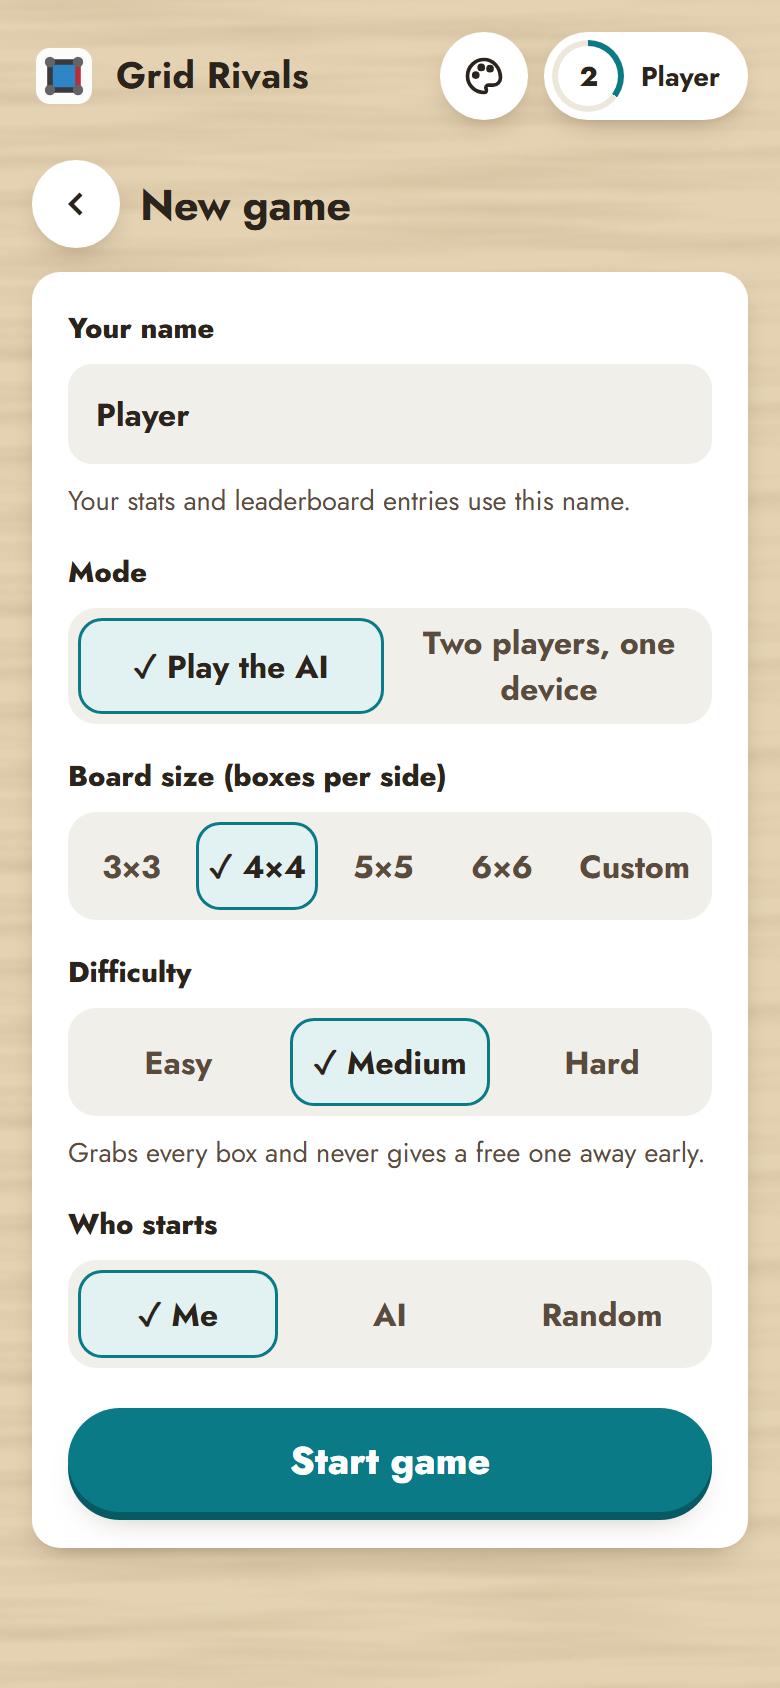 Grid Rivals
2 Player
New game
Your name
Player
Your stats and leaderboard entries use this name.
Mode
✓ Play the AI
Two players, one
device
Board size (boxes per side)
3×3 ✓ 4×4 5×5 6×6 Custom
Difficulty
Easy ✓ Medium Hard
Grabs every box and never gives a free one away early.
Who starts
✓ Me AI Random
Start game